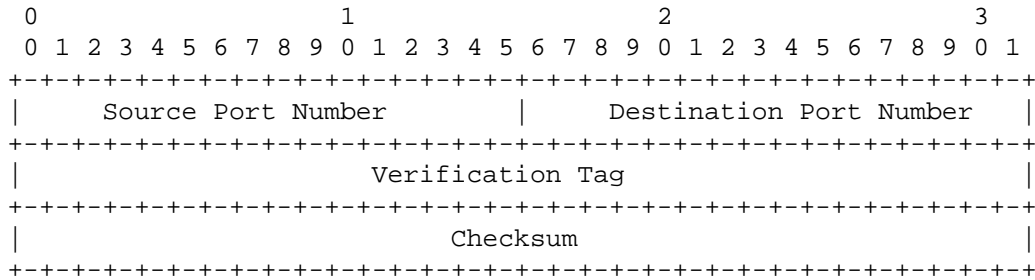 0                   1                   2                   3
0 1 2 3 4 5 6 7 8 9 0 1 2 3 4 5 6 7 8 9 0 1 2 3 4 5 6 7 8 9 0 1
+-+-+-+-+-+-+-+-+-+-+-+-+-+-+-+-+-+-+-+-+-+-+-+-+-+-+-+-+-+-+-+-+
|     Source Port Number        |     Destination Port Number   |
+-+-+-+-+-+-+-+-+-+-+-+-+-+-+-+-+-+-+-+-+-+-+-+-+-+-+-+-+-+-+-+-+
|                      Verification Tag                         |
+-+-+-+-+-+-+-+-+-+-+-+-+-+-+-+-+-+-+-+-+-+-+-+-+-+-+-+-+-+-+-+-+
|                           Checksum                            |
+-+-+-+-+-+-+-+-+-+-+-+-+-+-+-+-+-+-+-+-+-+-+-+-+-+-+-+-+-+-+-+-+